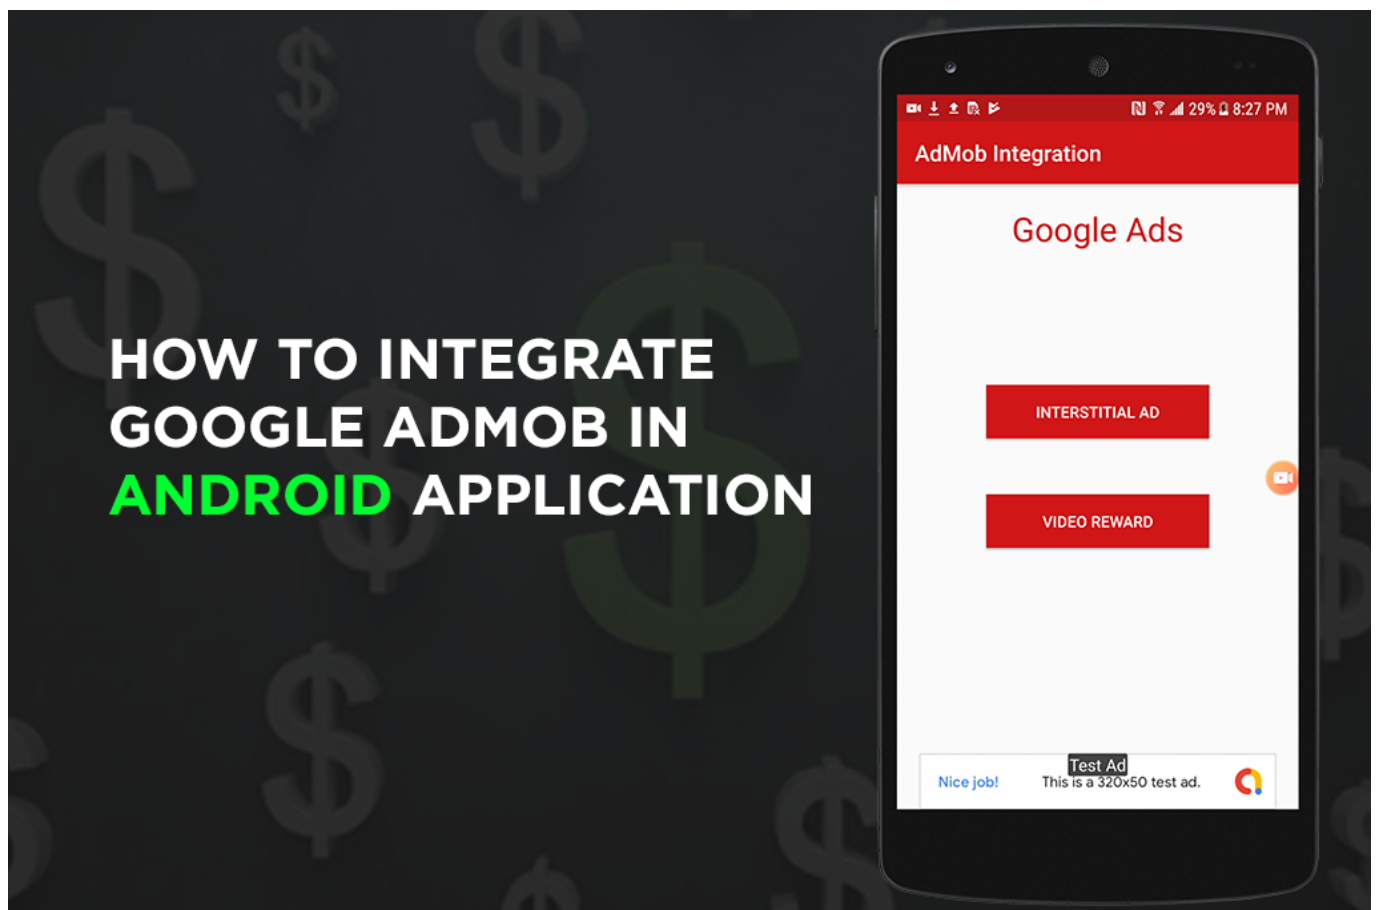 HOW TO INTEGRATE
GOOGLE ADMOB IN
ANDROID APPLICATION
29% 8:27 PM
AdMob Integration
Google Ads
INTERSTITIAL AD
VIDEO REWARD
Test Ad
Nice job! This is a 320x50 test ad.